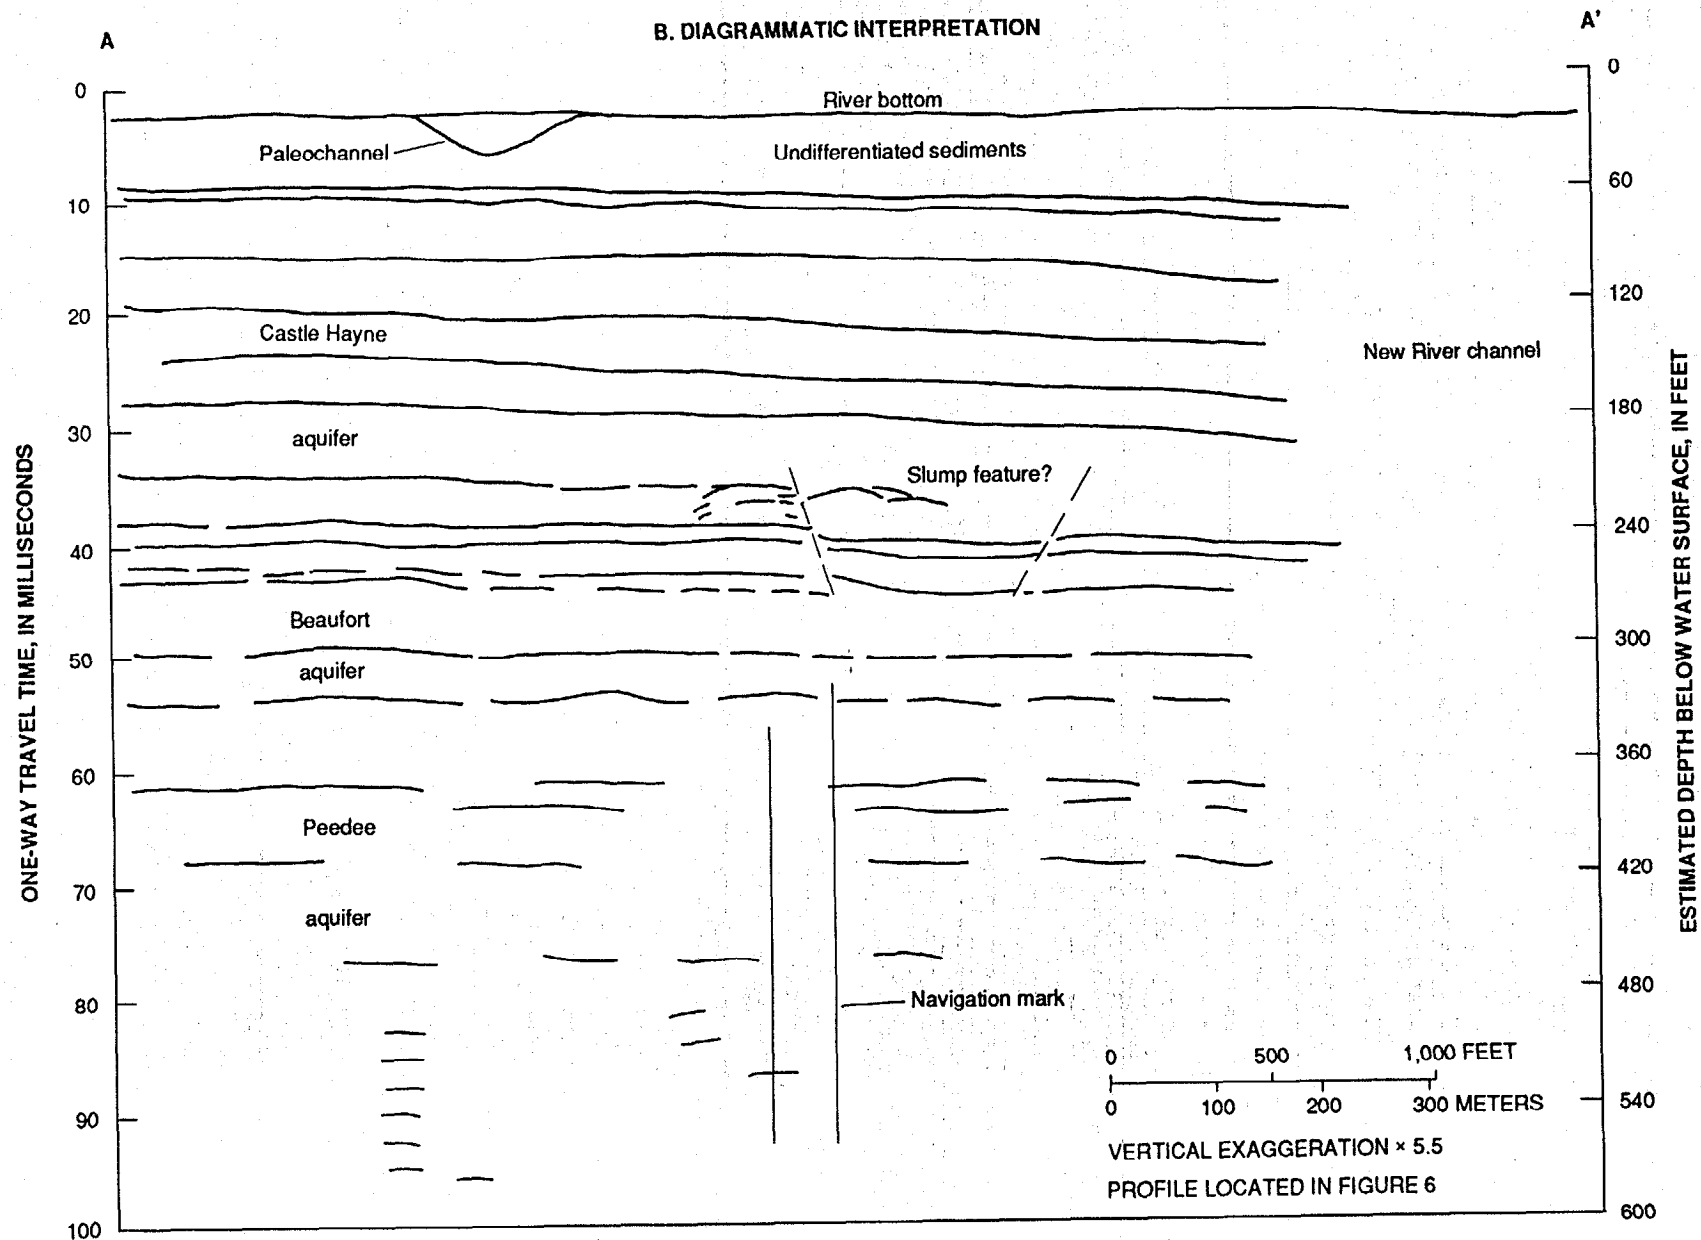 B. DIAGRAMMATIC INTERPRETATION
A
A'
0
10
20
30
40
50
60
70
80
90
100
ONE-WAY TRAVEL TIME, IN MILLISECONDS
0
60
120
180
240
300
360
420
480
540
600
ESTIMATED DEPTH BELOW WATER SURFACE, IN FEET
River bottom
Paleochannel
Undifferentiated sediments
Castle Hayne
New River channel
aquifer
Slump feature?
Beaufort
aquifer
Peedee
aquifer
Navigation mark
0 500 1,000 FEET
0 100 200 300 METERS
VERTICAL EXAGGERATION × 5.5
PROFILE LOCATED IN FIGURE 6